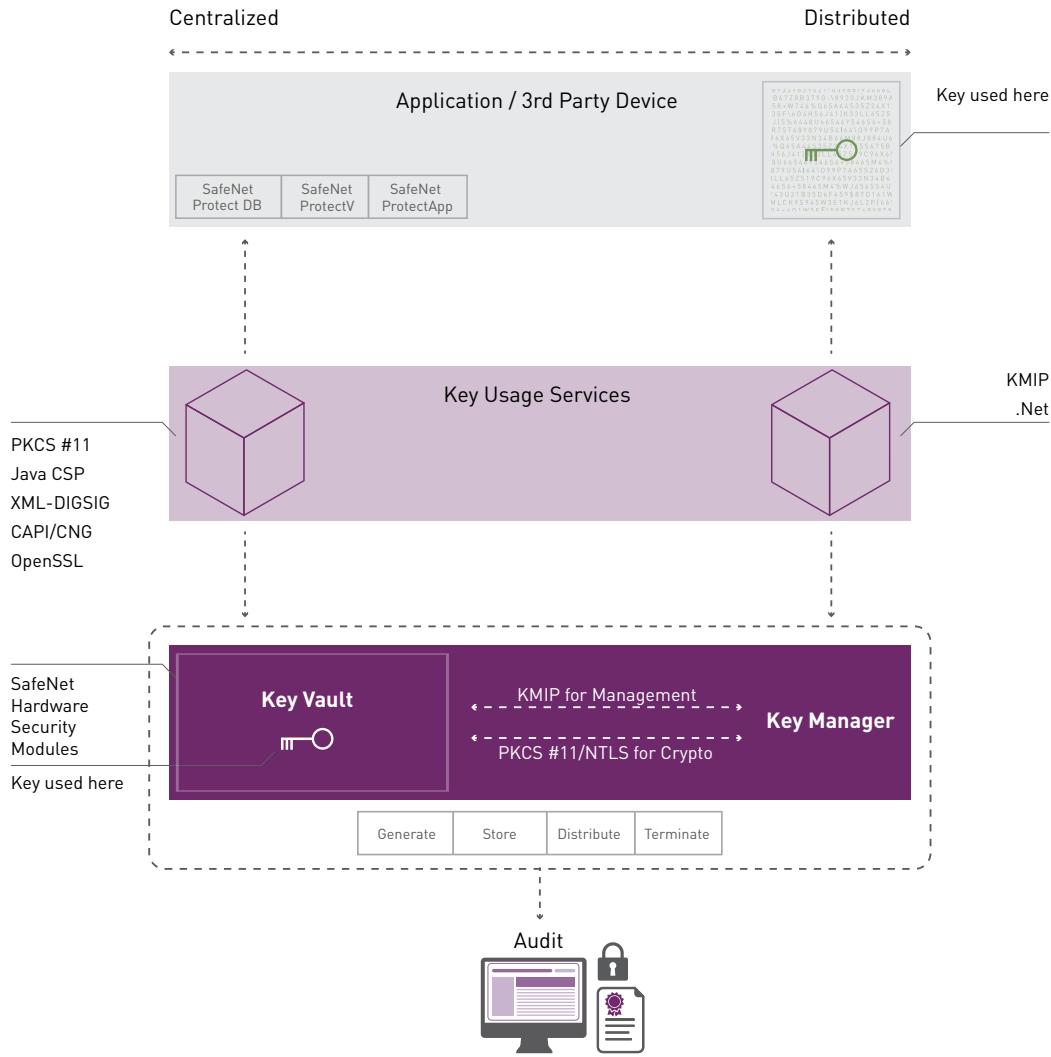 Centralized
Distributed
Application / 3rd Party Device
Key used here
SafeNet
Protect DB
SafeNet
ProtectV
SafeNet
ProtectApp
Key Usage Services
KMIP
.Net
PKCS #11
Java CSP
XML-DIGSIG
CAPI/CNG
OpenSSL
SafeNet
Hardware
Security
Modules
Key used here
Key Vault
KMIP for Management
PKCS #11/NTLS for Crypto
Key Manager
Generate
Store
Distribute
Terminate
Audit